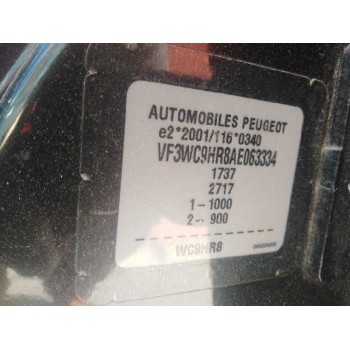 AUTOMOBILES PEUGEOT
e2*2001/116*0340
VF3WC9HR8AE063334
1737
2717
1-1000
2- 900
WC9HR8